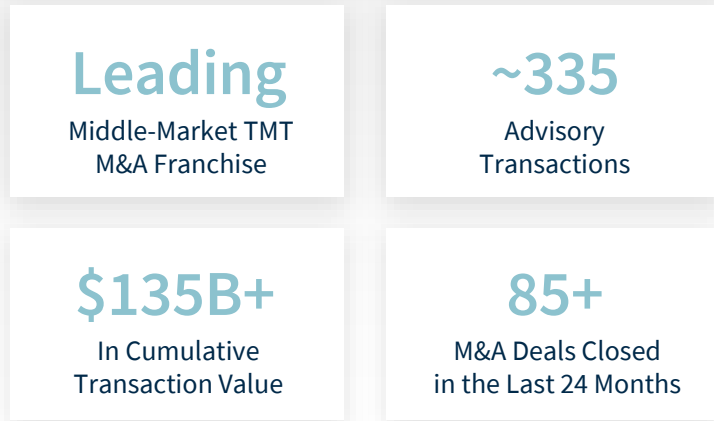 Leading
Middle-Market TMT
M&A Franchise
~335
Advisory
Transactions
$135B+
In Cumulative
Transaction Value
85+
M&A Deals Closed
in the Last 24 Months